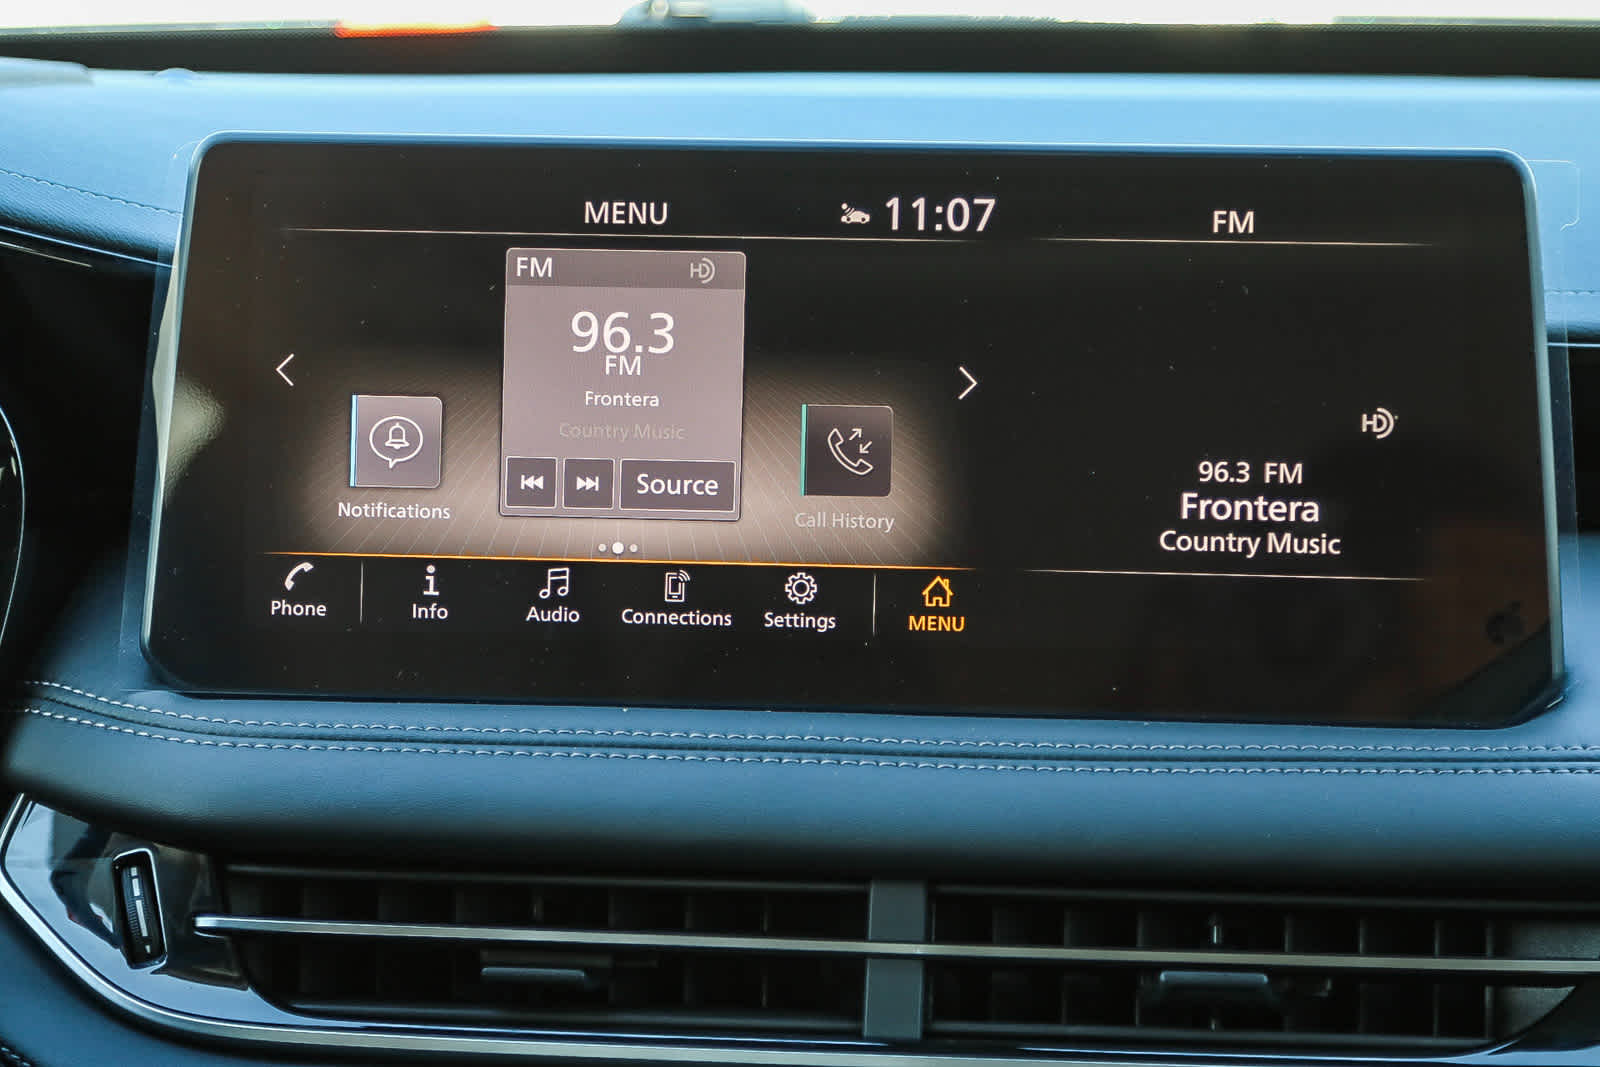 MENU
11:07
FM
FM HD
96.3
FM
Frontera
Country Music
Source
Notifications
Call History
HD
96.3 FM
Frontera
Country Music
Phone
Info
Audio
Connections
Settings
MENU